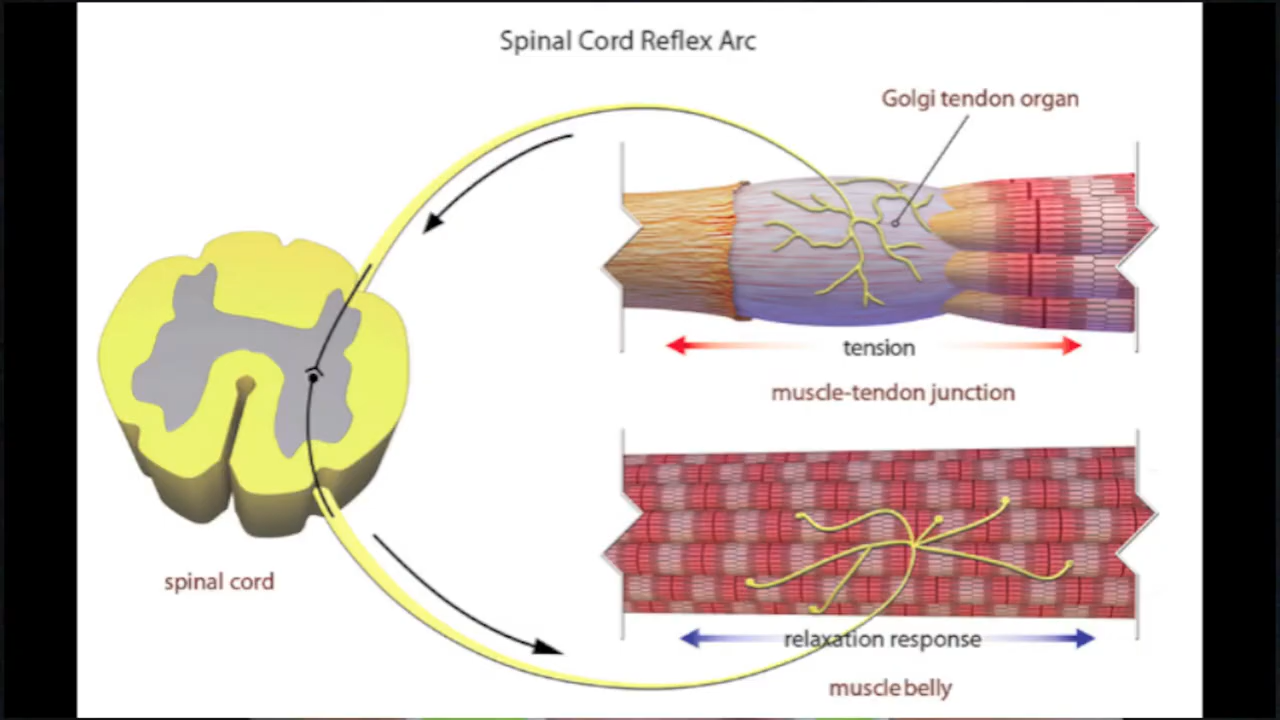 Spinal Cord Reflex Arc
Golgi tendon organ
tension
muscle-tendon junction
spinal cord
relaxation response
muscle belly